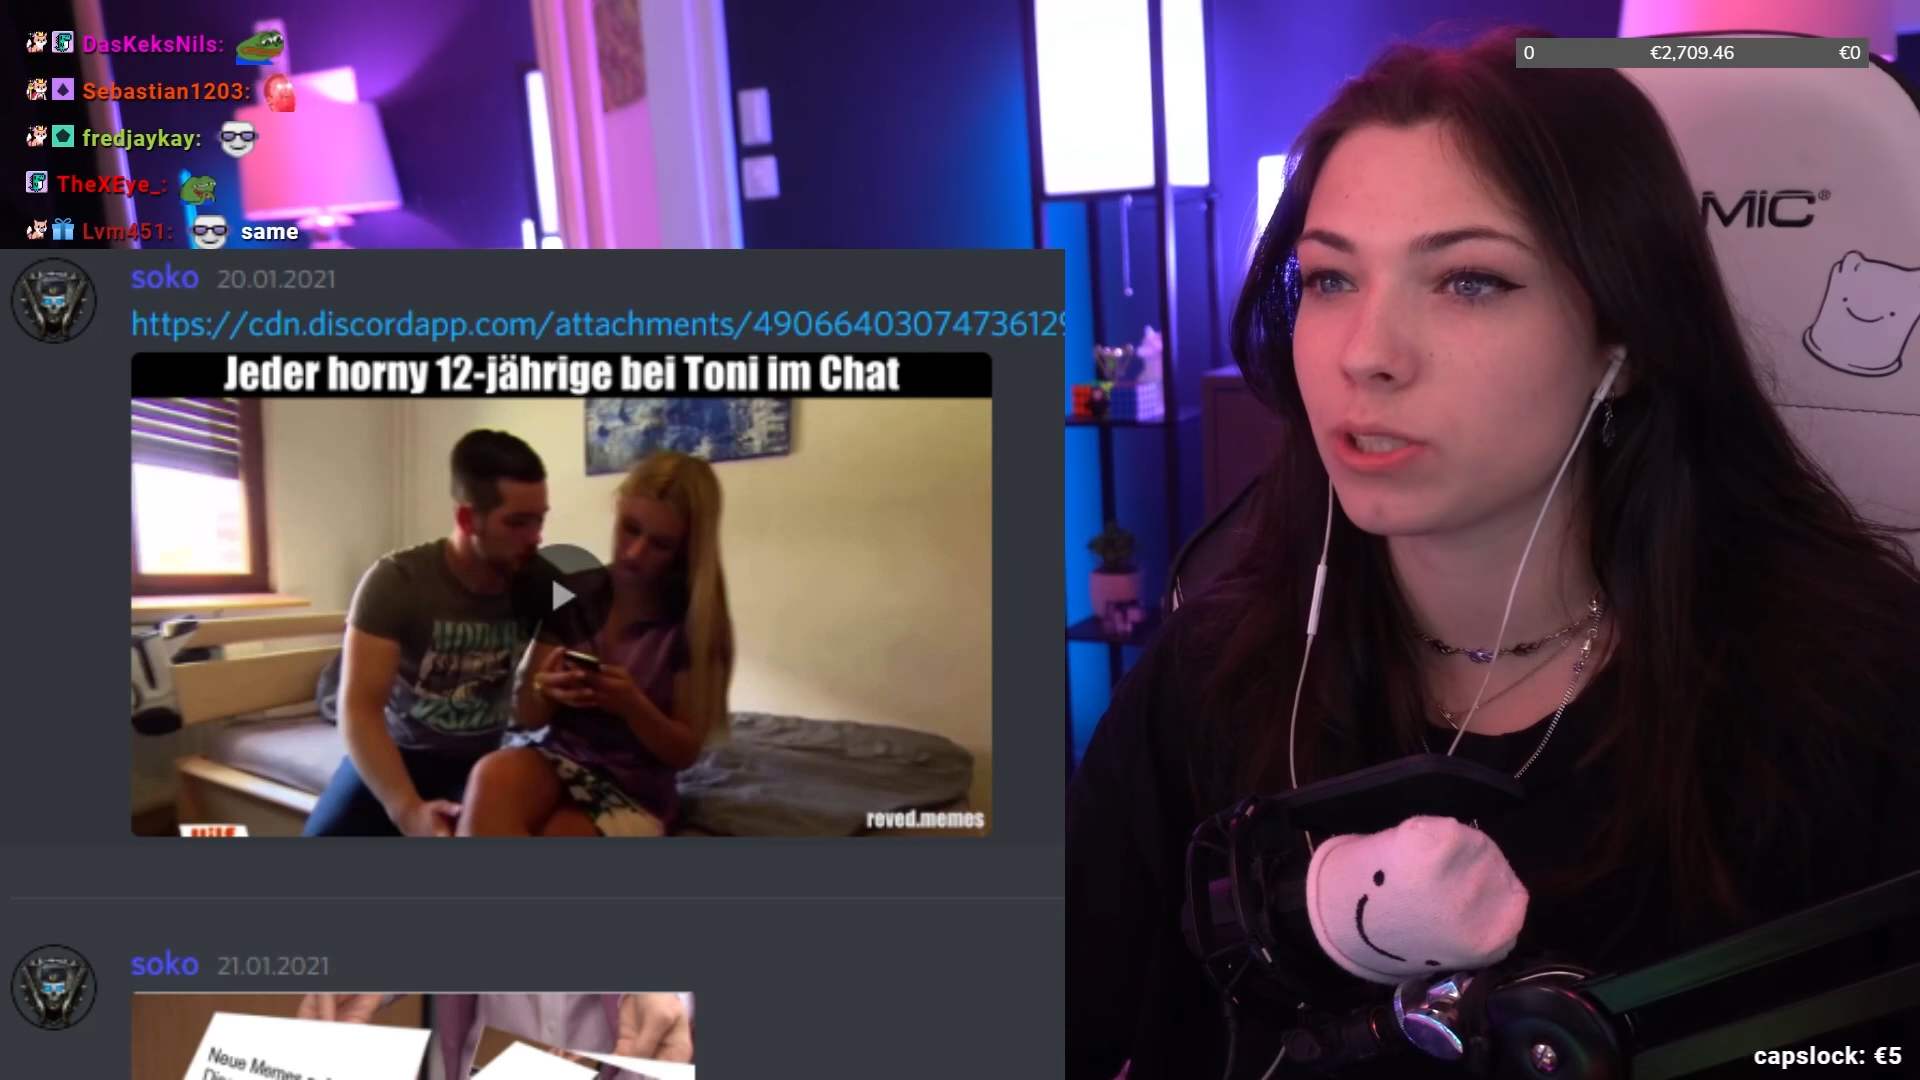 DasKeksNils:
Sebastian1203:
fredjaykay:
TheXEye_:
Lvm451: same
0 €2,709.46 €0
MIC®
soko 20.01.2021
https://cdn.discordapp.com/attachments/490664030747361 29
Jeder horny 12-jährige bei Toni im Chat
reved.memes
soko 21.01.2021
Neue Memes
capslock: €5